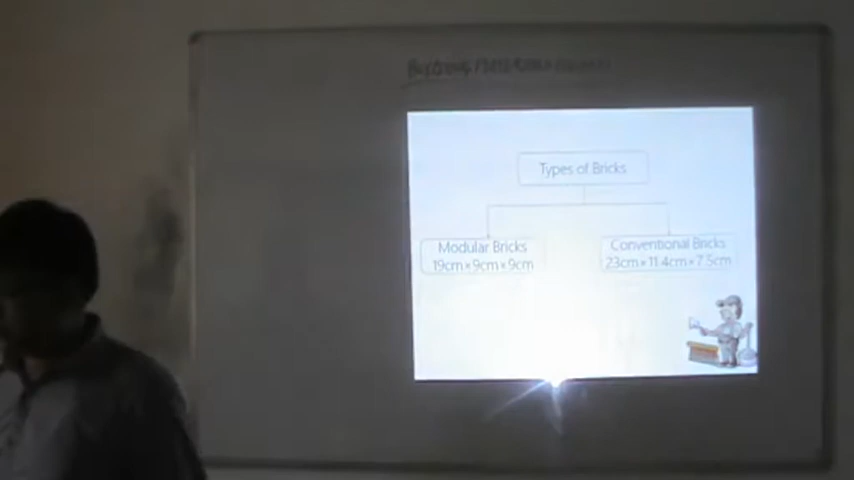 Types of Bricks
Modular Bricks
19cm×9cm×9cm
Conventional Bricks
23cm×11.4cm×7.5cm